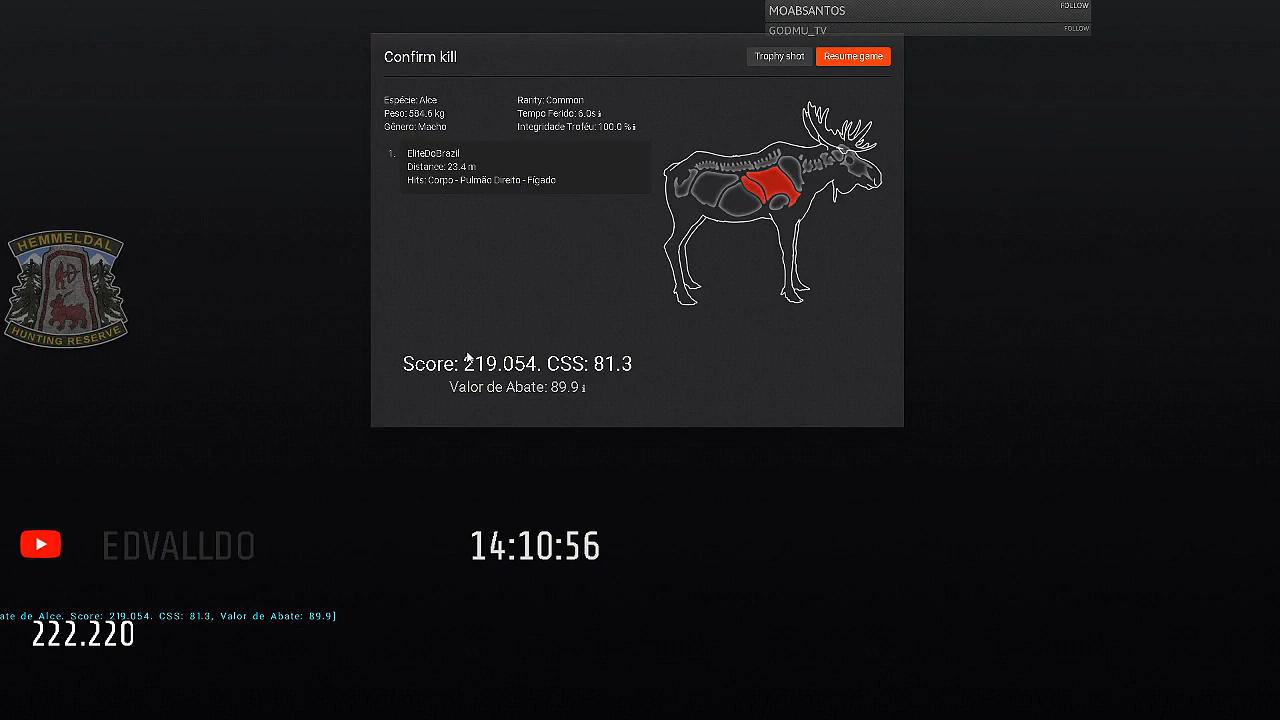 MOABSANTOS FOLLOW
GODMU_TV FOLLOW
Confirm kill Trophy shot Resume game
Espécie: Alce Rarity: Common
Peso: 584.6 kg Tempo Ferido: 6.0s i
Gênero: Macho Integridade Troféu: 100.0 % i
1. EliteDoBrazil
Distance: 23.4 m
Hits: Corpo - Pulmão Direito - Fígado
HEMMELDAL
HUNTING RESERVE
Score: 219.054. CSS: 81.3
Valor de Abate: 89.9 i
EDVALLDO 14:10:56
ate de Alce. Score: 219.054. CSS: 81.3, Valor de Abate: 89.9]
222.220